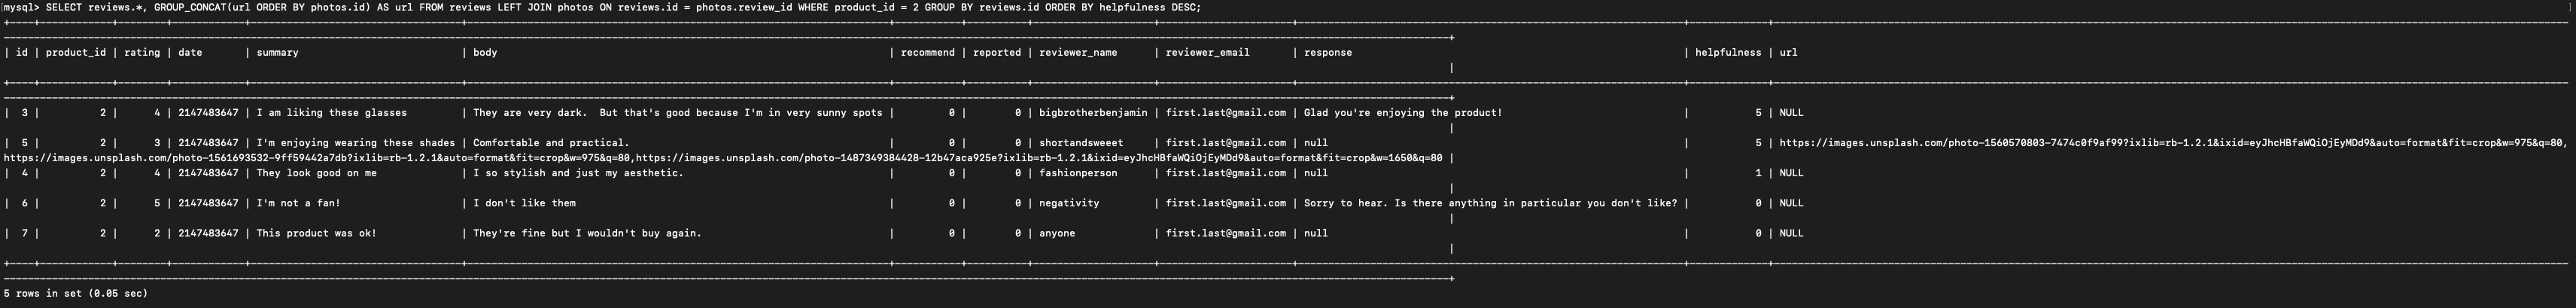 mysql> SELECT reviews.*, GROUP_CONCAT(url ORDER BY photos.id) AS url FROM reviews LEFT JOIN photos ON reviews.id = photos.review_id WHERE product_id = 2 GROUP BY reviews.id ORDER BY helpfulness DESC;
| id | product_id | rating | date | summary | body | recommend | reported | reviewer_name | reviewer_email | response | helpfulness | url
|
| 3 | 2 | 4 | 2147483647 | I am liking these glasses | They are very dark.  But that's good because I'm in very sunny spots | 0 | 0 | bigbrotherbenjamin | first.last@gmail.com | Glad you're enjoying the product! | 5 | NULL
|
| 5 | 2 | 3 | 2147483647 | I'm enjoying wearing these shades | Comfortable and practical. | 0 | 0 | shortandsweeet | first.last@gmail.com | null | 5 | https://images.unsplash.com/photo-1560570803-7474c0f9af99?ixlib=rb-1.2.1&ixid=eyJhcHBfaWQiOjEyMDd9&auto=format&fit=crop&w=975&q=80,
https://images.unsplash.com/photo-1561693532-9ff59442a7db?ixlib=rb-1.2.1&auto=format&fit=crop&w=975&q=80,https://images.unsplash.com/photo-1487349384428-12b47aca925e?ixlib=rb-1.2.1&ixid=eyJhcHBfaWQiOjEyMDd9&auto=format&fit=crop&w=1650&q=80 |
| 4 | 2 | 4 | 2147483647 | They look good on me | I so stylish and just my aesthetic. | 0 | 0 | fashionperson | first.last@gmail.com | null | 1 | NULL
|
| 6 | 2 | 5 | 2147483647 | I'm not a fan! | I don't like them | 0 | 0 | negativity | first.last@gmail.com | Sorry to hear. Is there anything in particular you don't like? | 0 | NULL
|
| 7 | 2 | 2 | 2147483647 | This product was ok! | They're fine but I wouldn't buy again. | 0 | 0 | anyone | first.last@gmail.com | null | 0 | NULL
|
5 rows in set (0.05 sec)